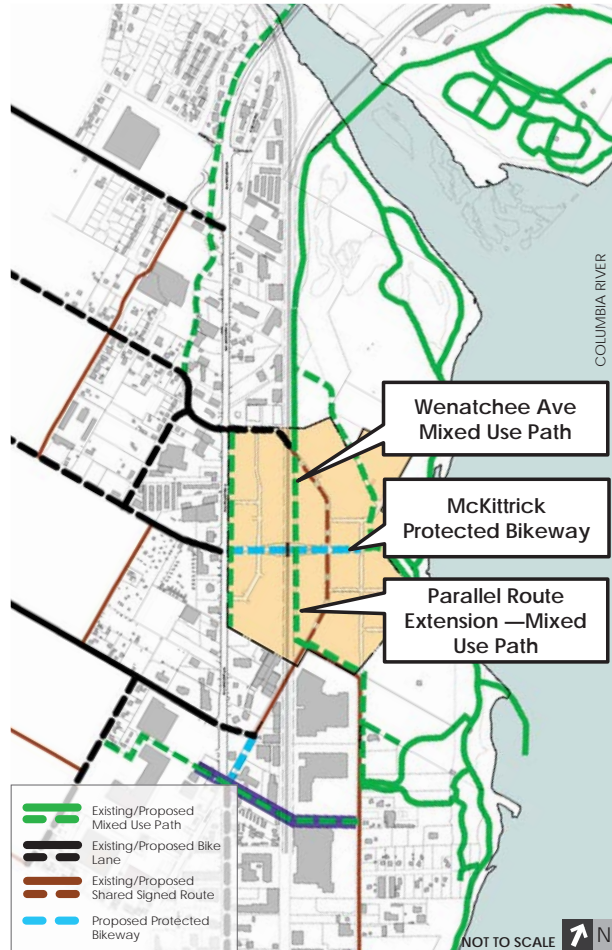 COLUMBIA RIVER
Wenatchee Ave
Mixed Use Path
McKittrick
Protected Bikeway
Parallel Route
Extension —Mixed
Use Path
Existing/Proposed
Mixed Use Path
Existing/Proposed Bike
Lane
Existing/Proposed
Shared Signed Route
Proposed Protected
Bikeway
NOT TO SCALE
N